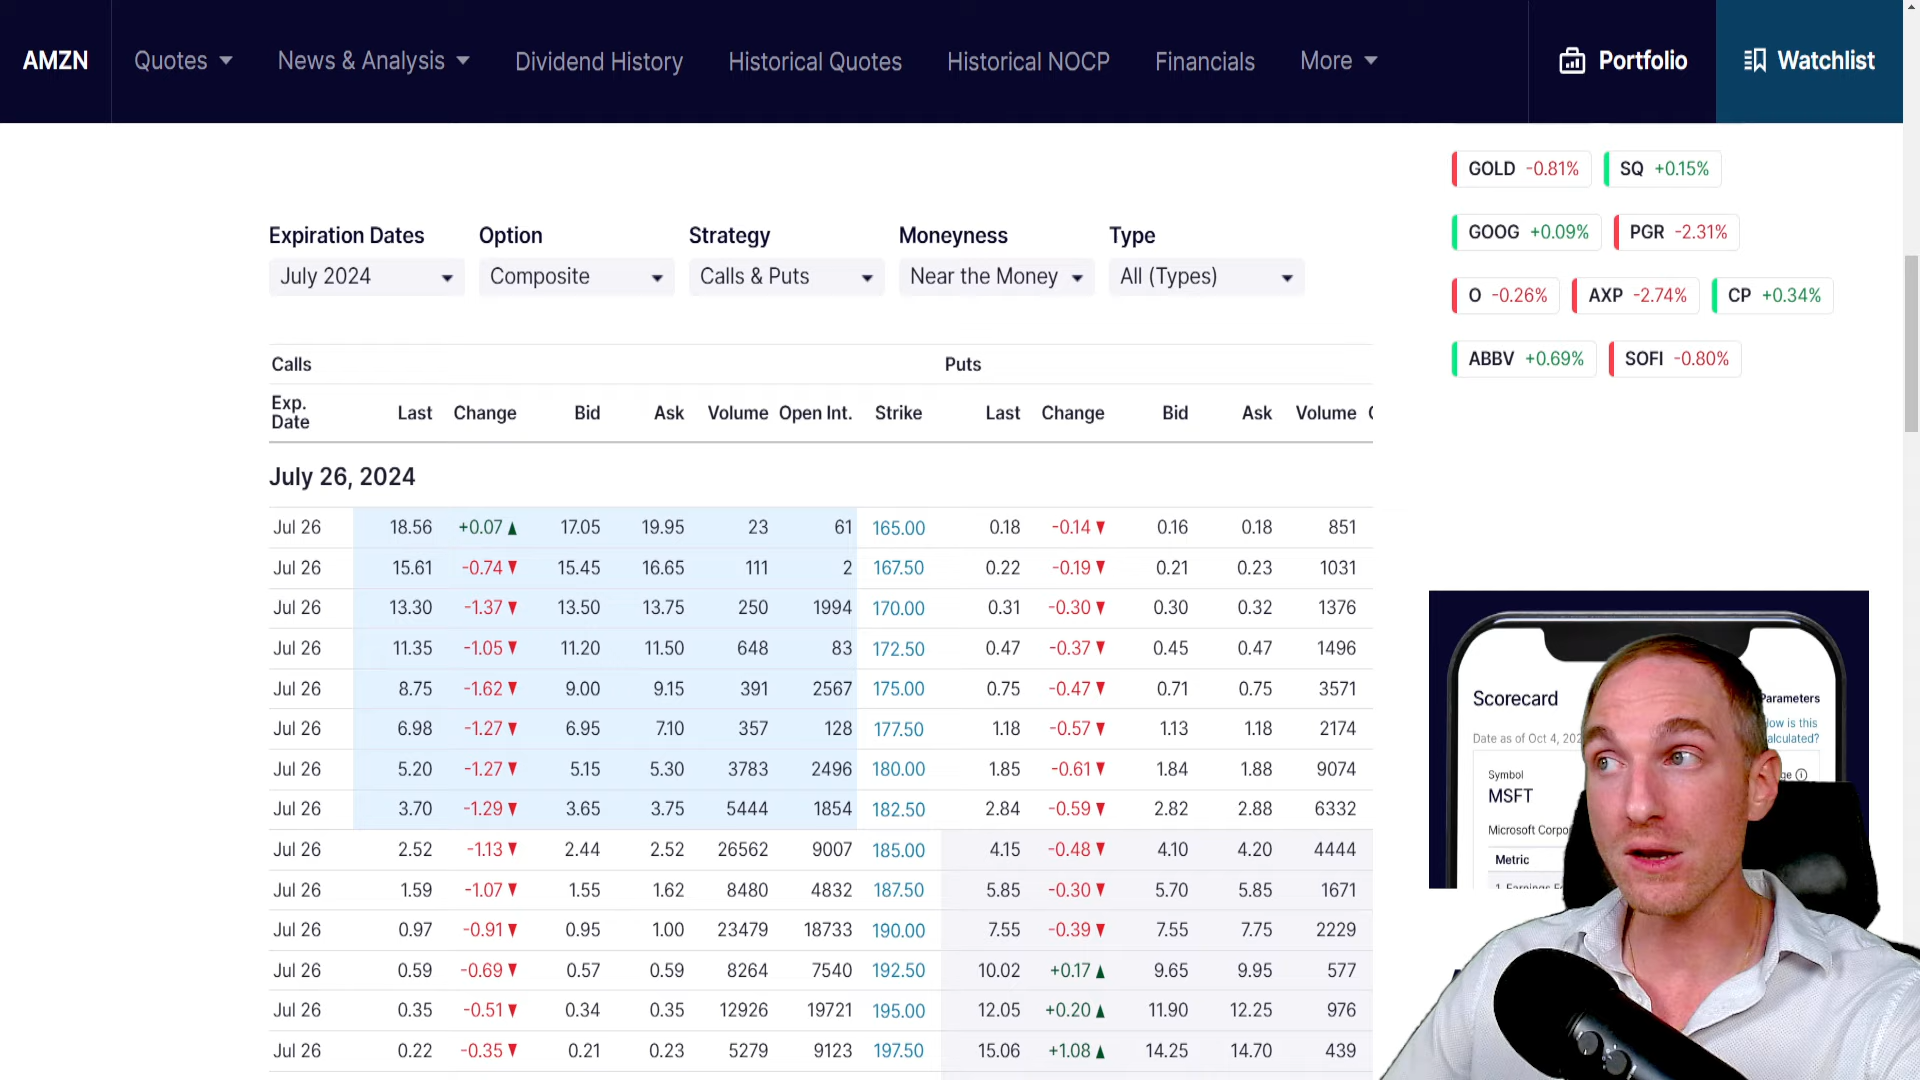 AMZN Quotes News & Analysis Dividend History Historical Quotes Historical NOCP Financials More Portfolio Watchlist
GOLD -0.81% SQ +0.15%
GOOG +0.09% PGR -2.31%
O -0.26% AXP -2.74% CP +0.34%
ABBV +0.69% SOFI -0.80%
Expiration Dates Option Strategy Moneyness Type
July 2024 Composite Calls & Puts Near the Money All (Types)
Calls Puts
Exp. Date Last Change Bid Ask Volume Open Int. Strike Last Change Bid Ask Volume
July 26, 2024
Jul 26 18.56 +0.07 17.05 19.95 23 61 165.00 0.18 -0.14 0.16 0.18 851
Jul 26 15.61 -0.74 15.45 16.65 111 2 167.50 0.22 -0.19 0.21 0.23 1031
Jul 26 13.30 -1.37 13.50 13.75 250 1994 170.00 0.31 -0.30 0.30 0.32 1376
Jul 26 11.35 -1.05 11.20 11.50 648 83 172.50 0.47 -0.37 0.45 0.47 1496
Jul 26 8.75 -1.62 9.00 9.15 391 2567 175.00 0.75 -0.47 0.71 0.75 3571
Jul 26 6.98 -1.27 6.95 7.10 357 128 177.50 1.18 -0.57 1.13 1.18 2174
Jul 26 5.20 -1.27 5.15 5.30 3783 2496 180.00 1.85 -0.61 1.84 1.88 9074
Jul 26 3.70 -1.29 3.65 3.75 5444 1854 182.50 2.84 -0.59 2.82 2.88 6332
Jul 26 2.52 -1.13 2.44 2.52 26562 9007 185.00 4.15 -0.48 4.10 4.20 4444
Jul 26 1.59 -1.07 1.55 1.62 8480 4832 187.50 5.85 -0.30 5.70 5.85 1671
Jul 26 0.97 -0.91 0.95 1.00 23479 18733 190.00 7.55 -0.39 7.55 7.75 2229
Jul 26 0.59 -0.69 0.57 0.59 8264 7540 192.50 10.02 +0.17 9.65 9.95 577
Jul 26 0.35 -0.51 0.34 0.35 12926 19721 195.00 12.05 +0.20 11.90 12.25 976
Jul 26 0.22 -0.35 0.21 0.23 5279 9123 197.50 15.06 +1.08 14.25 14.70 439
Scorecard Parameters
is this
Date as of Oct 4,
Symbol
MSFT
Microsoft
Metric